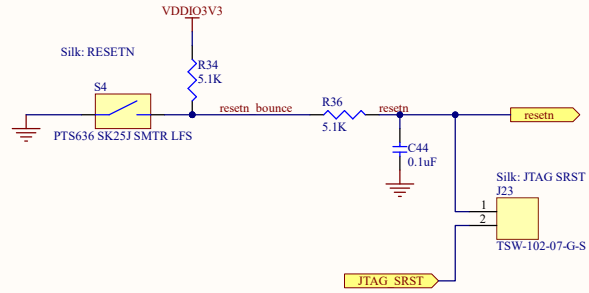 VDDIO3V3
Silk: RESETN
R34
5.1K
S4
resetn_bounce
R36
resetn
resetn
5.1K
PTS636 SK25J SMTR LFS
C44
0.1uF
Silk: JTAG SRST
J23
1
2
TSW-102-07-G-S
JTAG_SRST